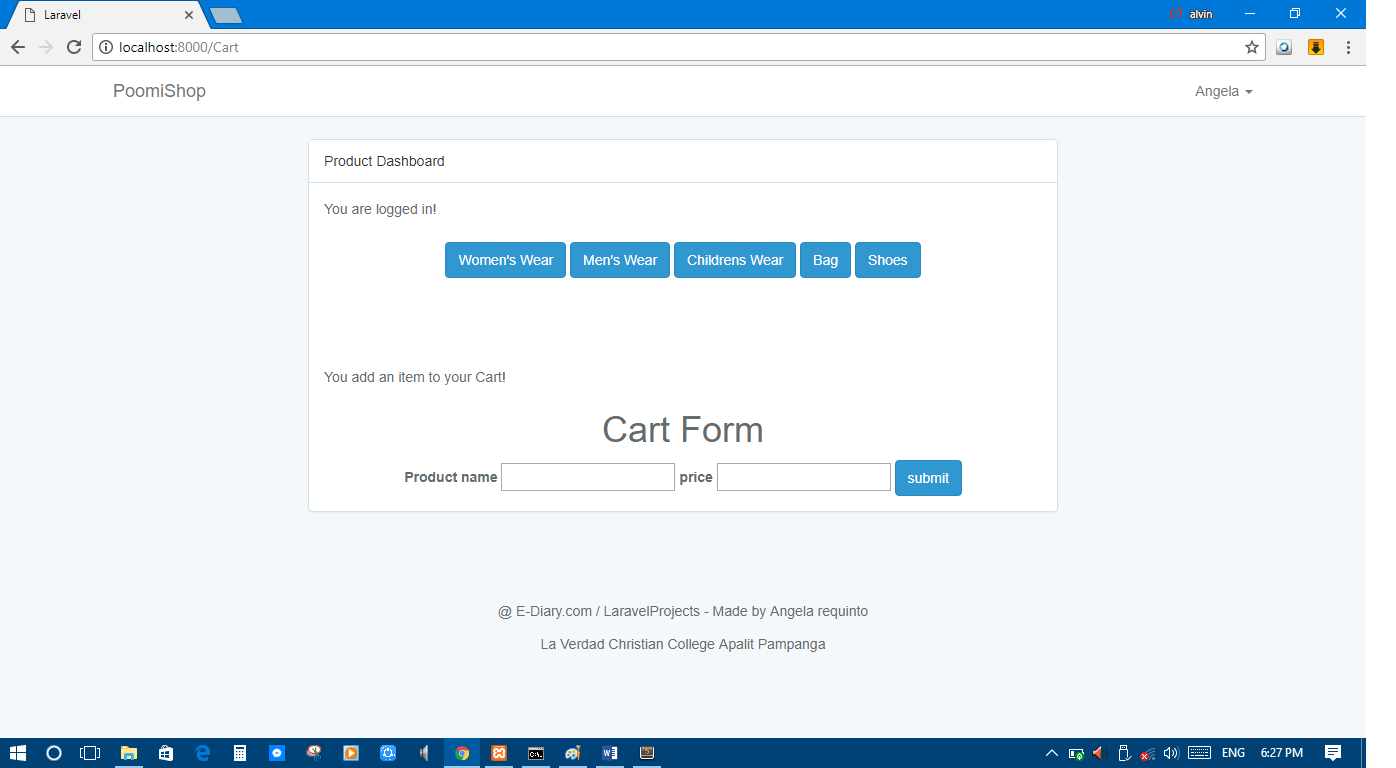 Laravel
alvin
localhost:8000/Cart
PoomiShop
Angela
Product Dashboard
You are logged in!
Women's Wear Men's Wear Childrens Wear Bag Shoes
You add an item to your Cart!
Cart Form
Product name price submit
@ E-Diary.com / LaravelProjects - Made by Angela requinto
La Verdad Christian College Apalit Pampanga
ENG 6:27 PM